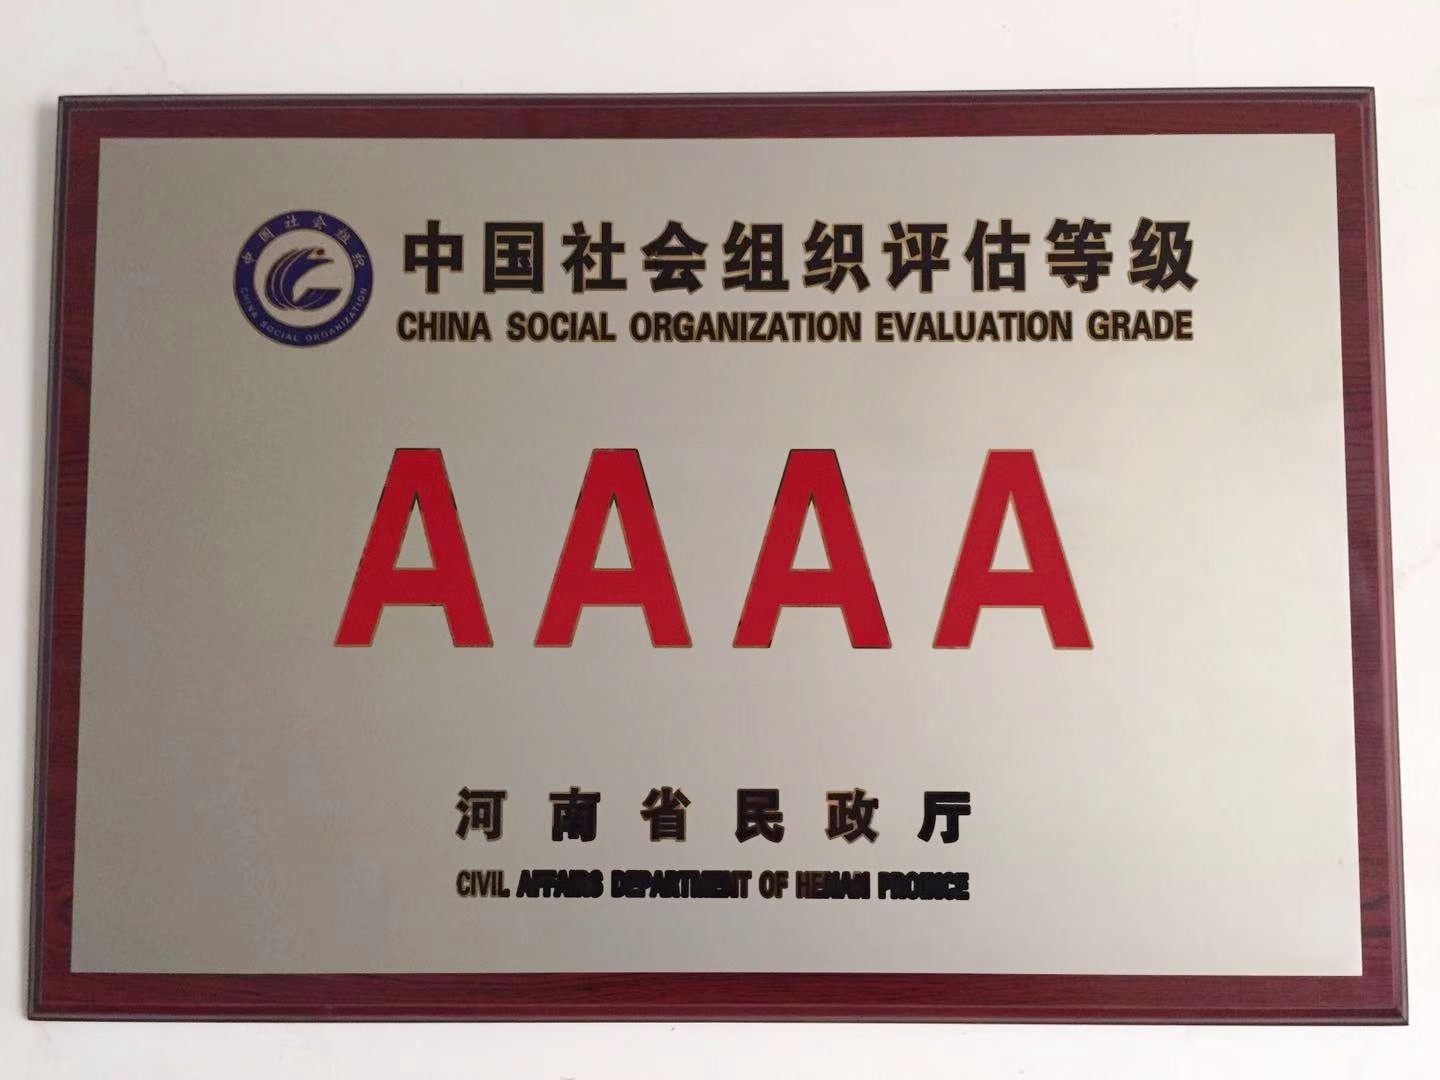 中国社会组织
CHINA SOCIAL ORGANIZATION
中国社会组织评估等级
CHINA SOCIAL ORGANIZATION EVALUATION GRADE
AAAA
河南省民政厅
CIVIL AFFAIRS DEPARTMENT OF HENAN PROINCE